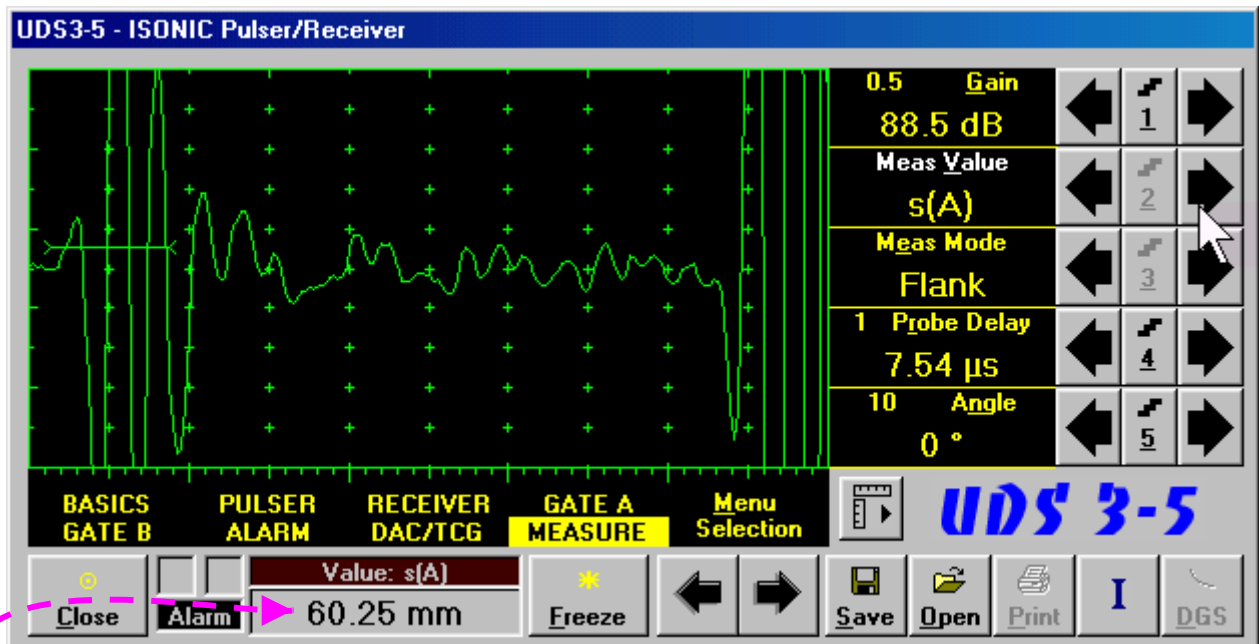 UDS3-5 - ISONIC Pulser/Receiver
0.5 Gain
88.5 dB
1
Meas Value
s(A)
2
Meas Mode
Flank
3
1 Probe Delay
7.54 µs
4
10 Angle
0 °
5
BASICS PULSER RECEIVER GATE A Menu
GATE B ALARM DAC/TCG MEASURE Selection
UDS 3-5
Close
Alarm
Value: s(A)
60.25 mm
Freeze
Save
Open
Print
I
DGS